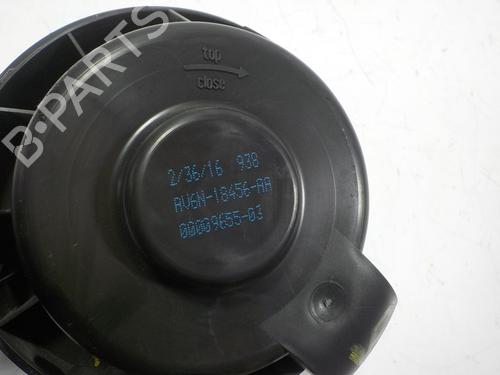 top
close
2/36/16 938
AV6N-18456-AA
00009655-03
B-PARTS